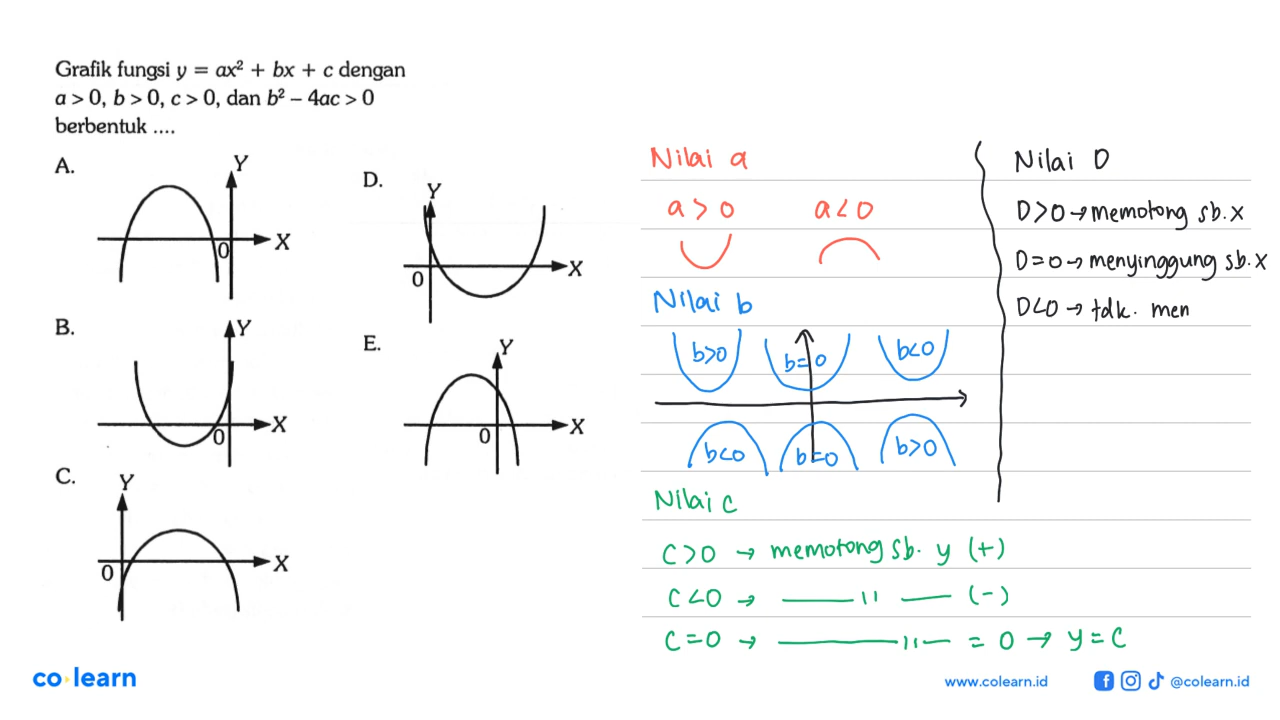 Grafik fungsi y = ax² + bx + c dengan
a > 0, b > 0, c > 0, dan b² – 4ac > 0
berbentuk ....
A.
Y
0
X
B.
Y
0
X
C.
Y
0
X
D.
Y
0
X
E.
Y
0
X
Nilai a
a > 0 a < 0
Nilai b
b>0 b=0 b<0
b<0 b=0 b>0
Nilai c
C>0 → memotong sb. y (+)
C<0 → —— 11 —— (-)
C=0 → —— 11 — = 0 → y = C
Nilai D
D>0 → memotong sb. X
D=0 → menyinggung sb. X
D<0 → tdk. men
co learn
www.colearn.id
@colearn.id